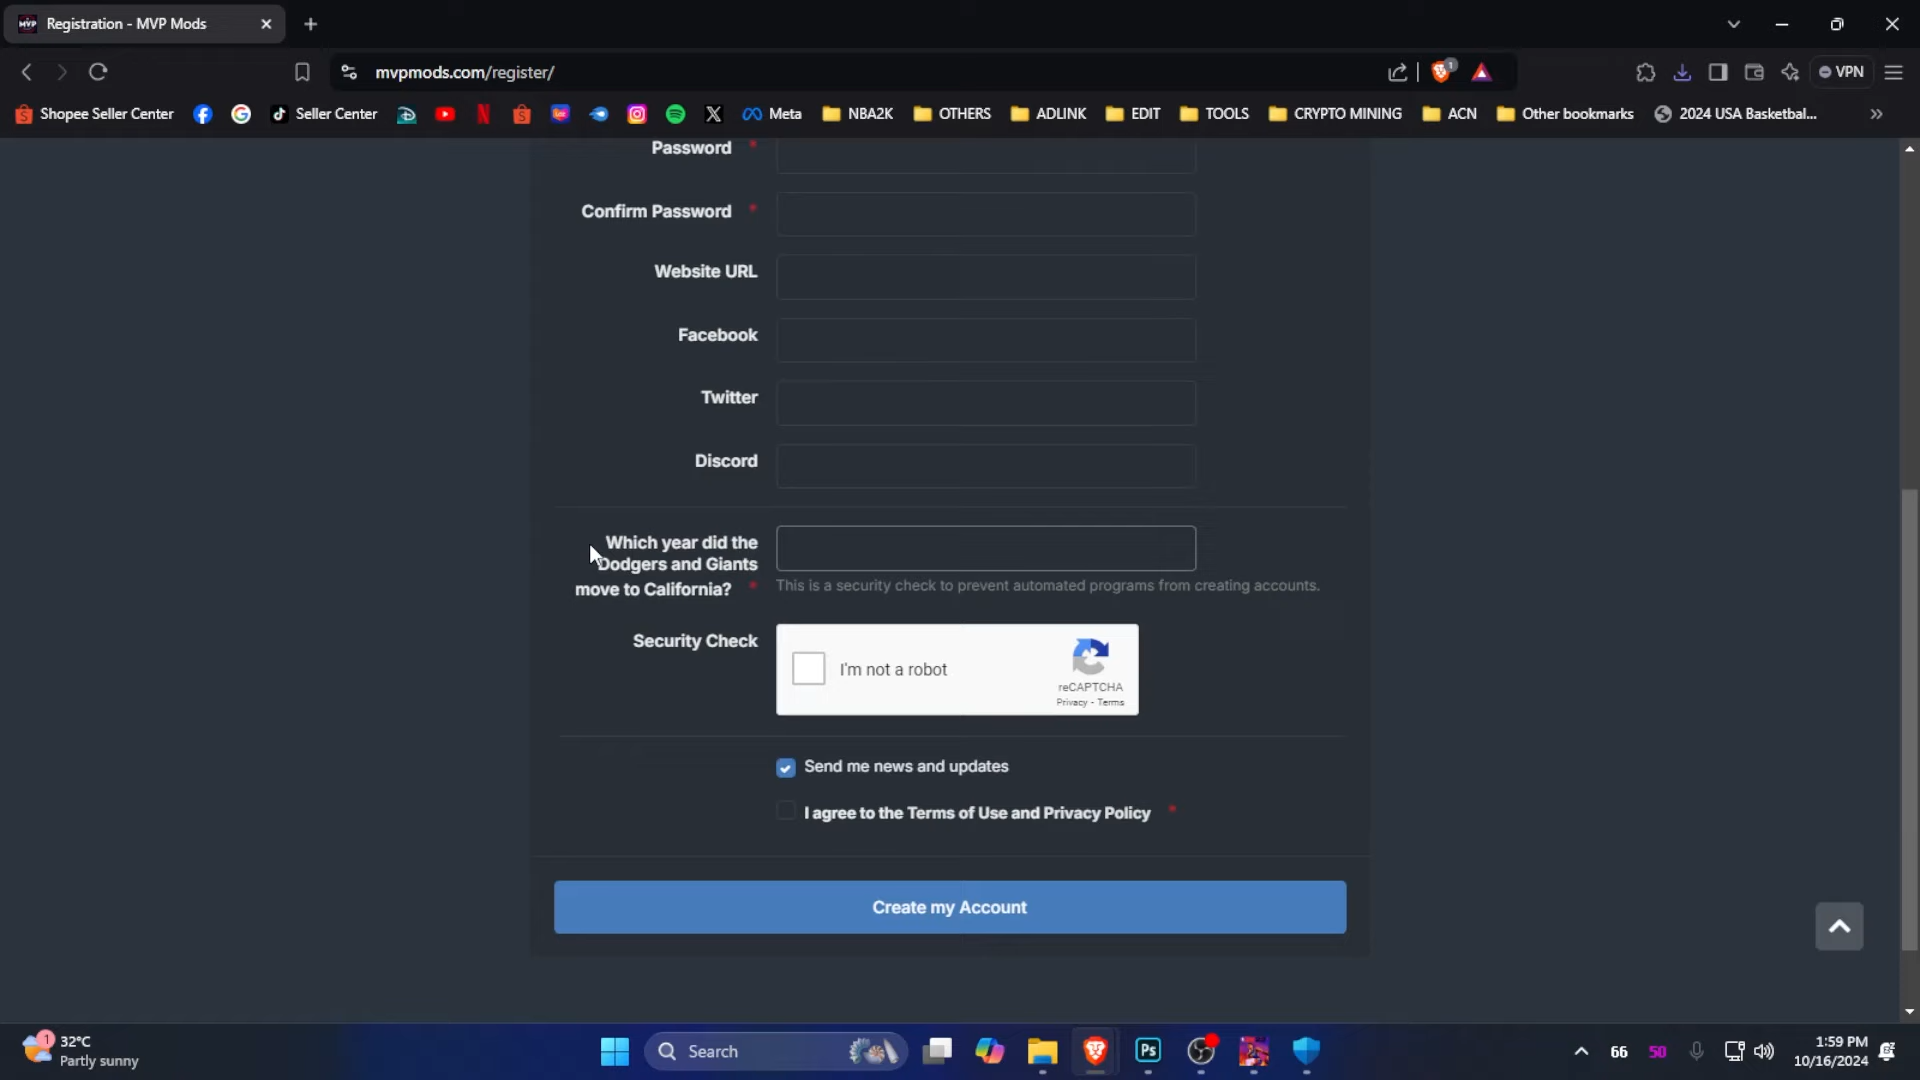 MVP Registration - MVP Mods
mvpmods.com/register/
1
VPN
Shopee Seller Center
Seller Center
Meta
NBA2K
OTHERS
ADLINK
EDIT
TOOLS
CRYPTO MINING
ACN
Other bookmarks
2024 USA Basketbal...
Password *
Confirm Password *
Website URL
Facebook
Twitter
Discord
Which year did the
Dodgers and Giants
move to California? *
This is a security check to prevent automated programs from creating accounts.
Security Check
I'm not a robot
reCAPTCHA
Privacy - Terms
Send me news and updates
I agree to the Terms of Use and Privacy Policy *
Create my Account
1
32°C
Partly sunny
Search
Ps
66
50
1:59 PM
10/16/2024